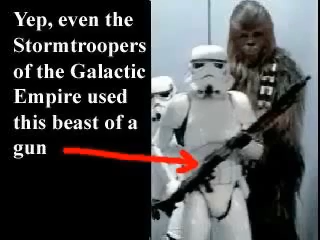 Yep, even the
Stormtroopers
of the Galactic
Empire used
this beast of a
gun